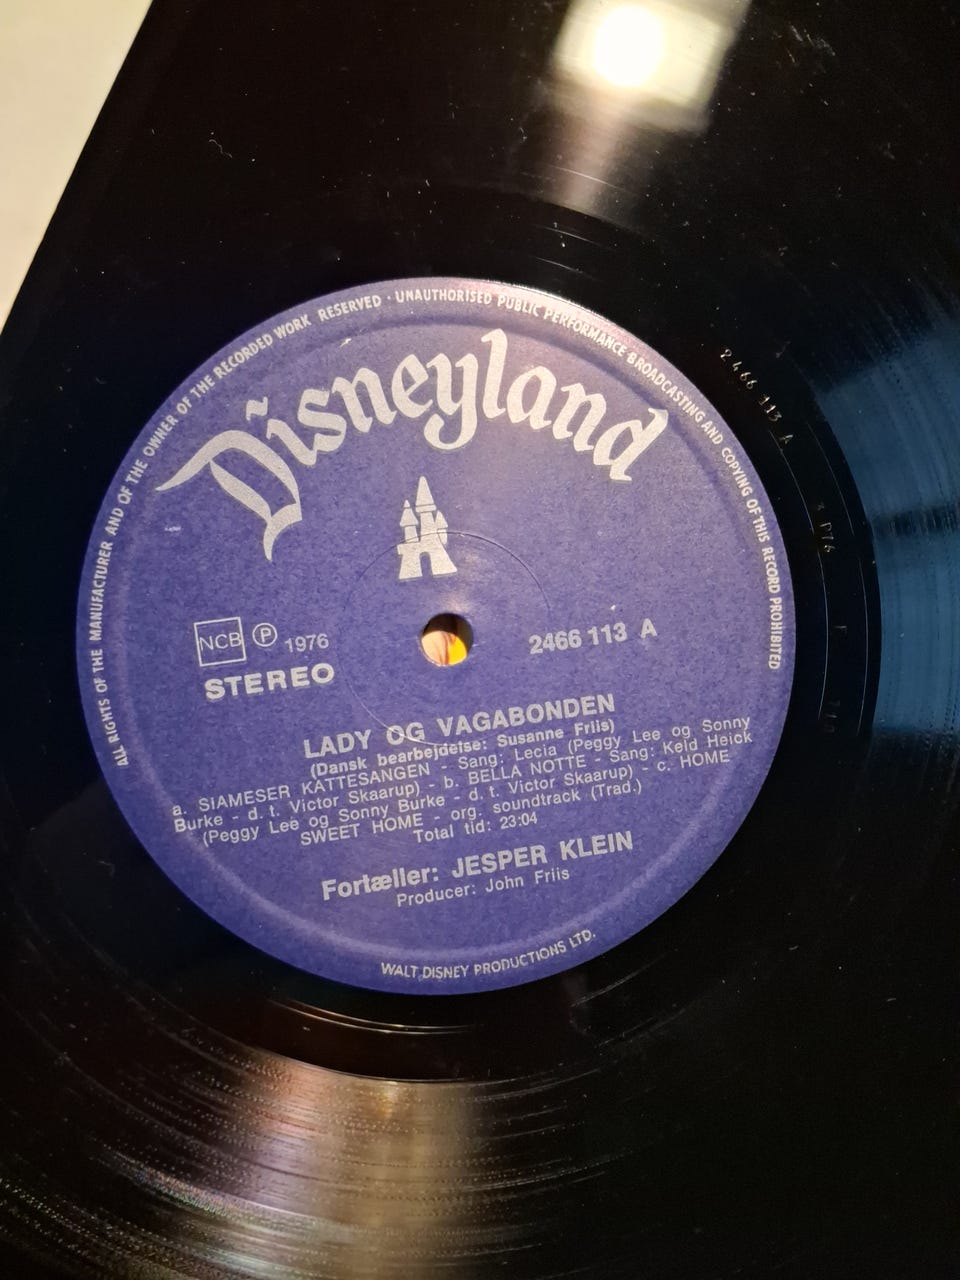 ALL RIGHTS OF THE MANUFACTURER AND OF THE OWNER OF THE RECORDED WORK RESERVED · UNAUTHORISED PUBLIC PERFORMANCE BROADCASTING AND COPYING OF THIS RECORD PROHIBITED
Disneyland
NCB Ⓟ 1976
STEREO
2466 113 A
LADY OG VAGABONDEN
(Dansk bearbejdelse: Susanne Friis)
a. SIAMESER KATTESANGEN - Sang: Lecia (Peggy Lee og Sonny
Burke - d. t. Victor Skaarup) - b. BELLA NOTTE - Sang: Keld Heick
(Peggy Lee og Sonny Burke - d. t. Victor Skaarup) - c. HOME
SWEET HOME - org. soundtrack (Trad.)
Total tid: 23:04
Fortæller: JESPER KLEIN
Producer: John Friis
WALT DISNEY PRODUCTIONS LTD.
2466 113 A